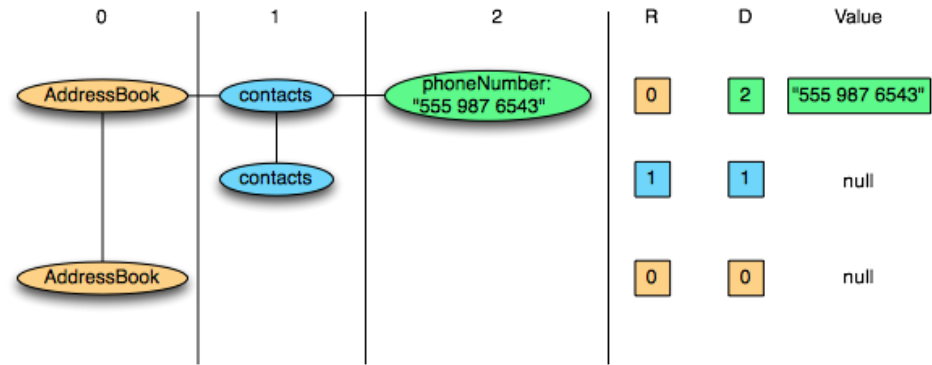 0 1 2 R D Value
AddressBook contacts phoneNumber:
"555 987 6543" 0 2 "555 987 6543"
contacts 1 1 null
AddressBook 0 0 null